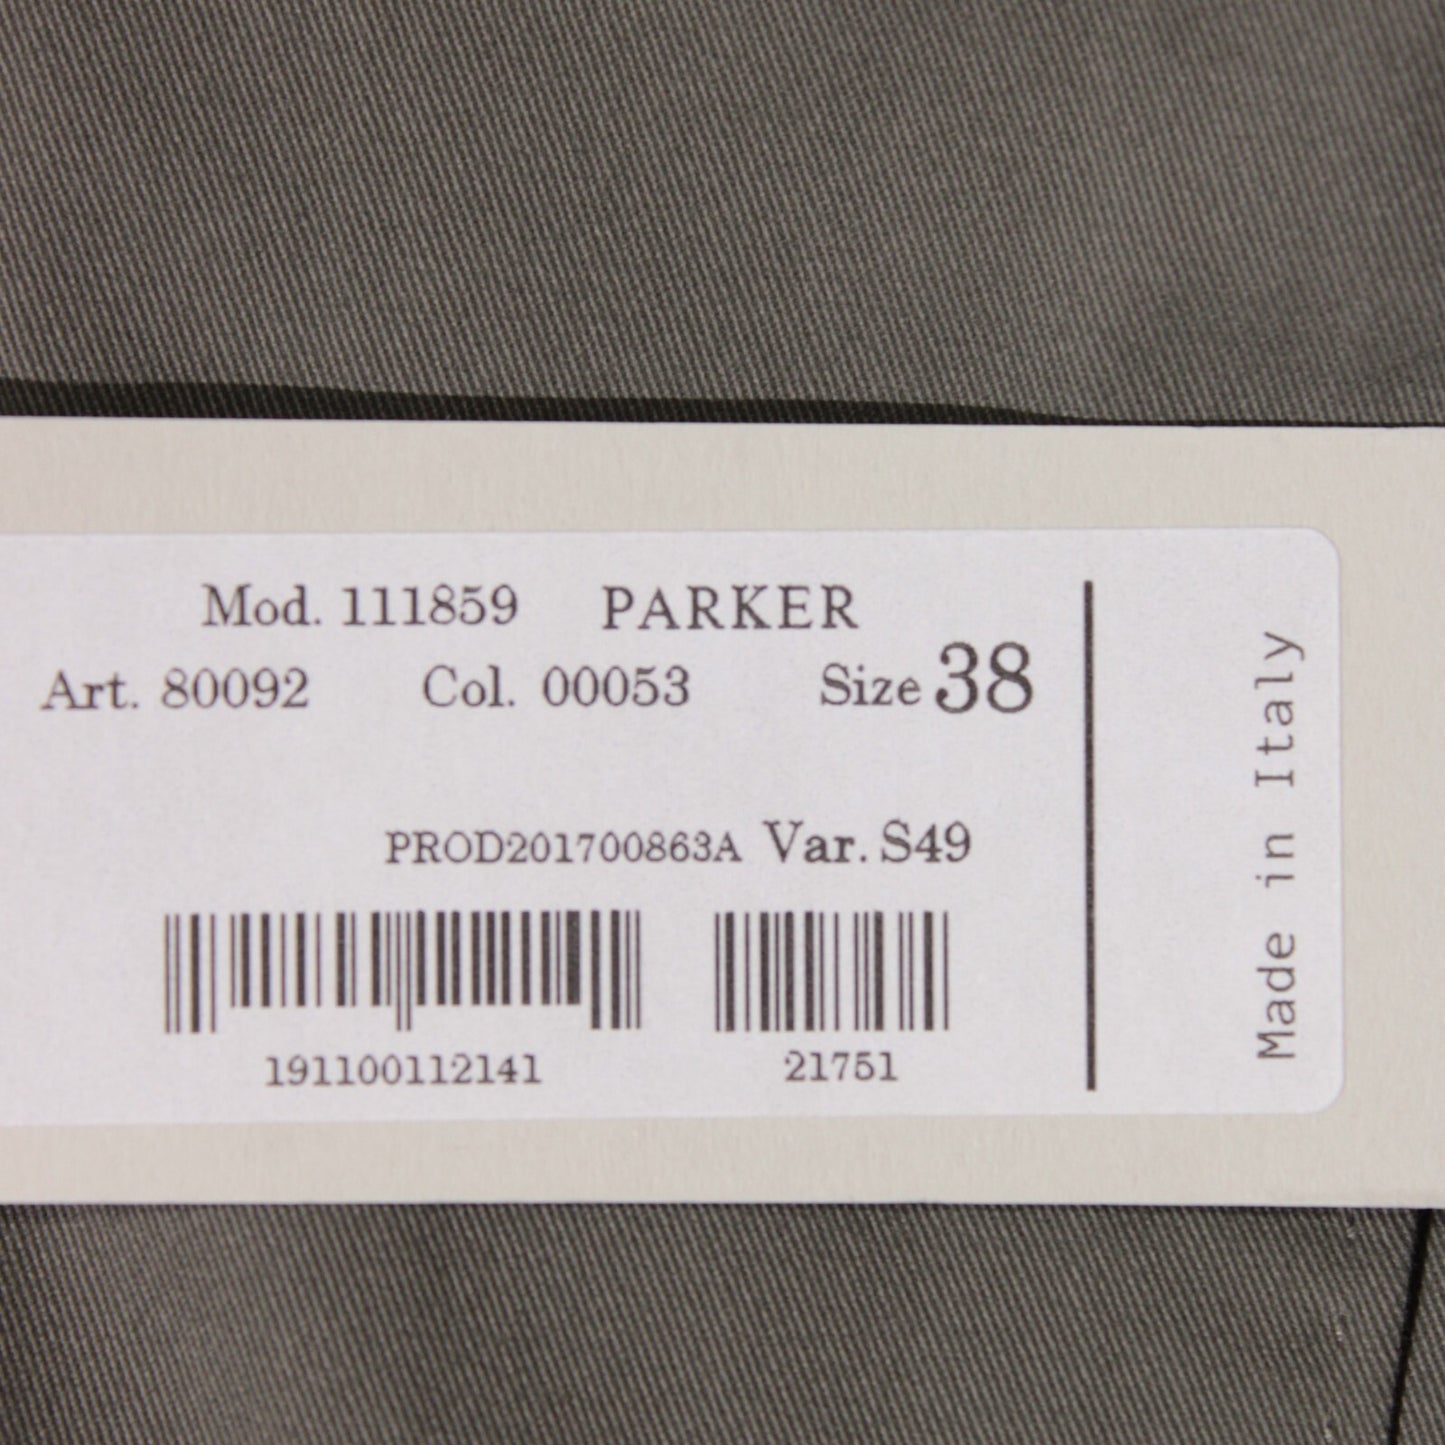 Mod. 111859 PARKER
Art. 80092 Col. 00053 Size 38
PROD201700863A Var. S49
191100112141 21751
Made in Italy